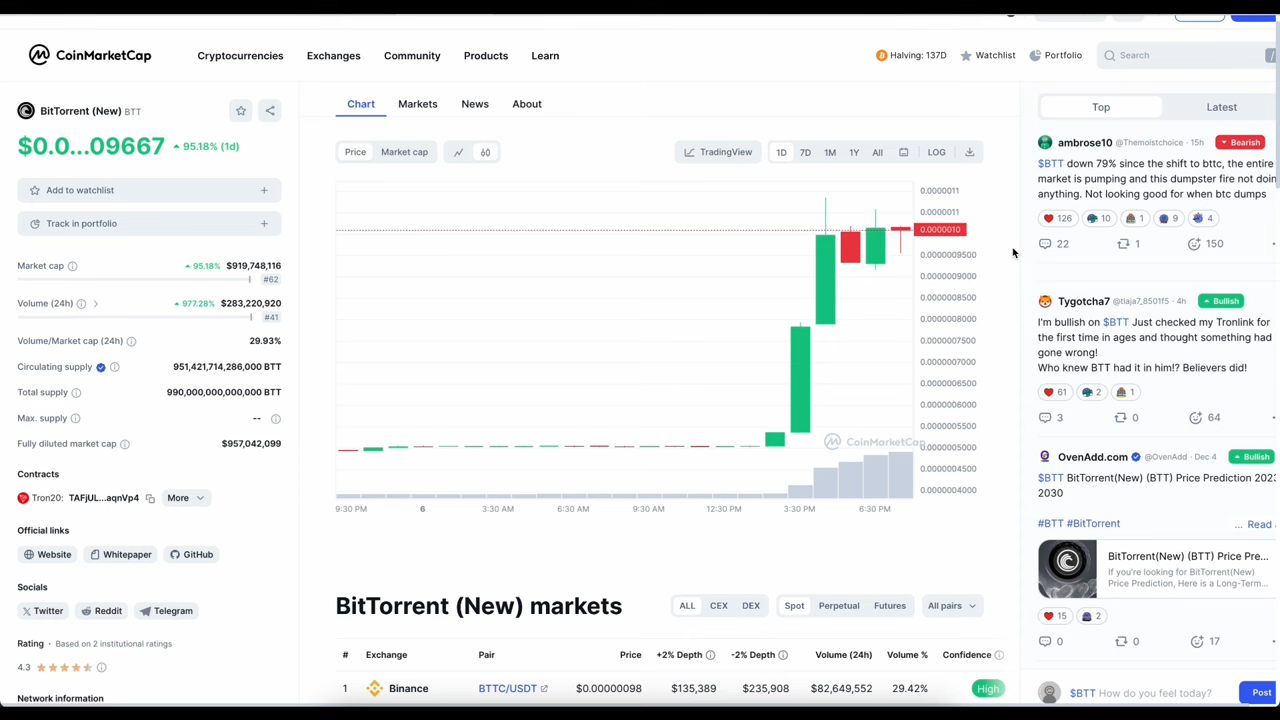 CoinMarketCap
Cryptocurrencies
Exchanges
Community
Products
Learn
Halving: 137D
Watchlist
Portfolio
Search
BitTorrent (New) BTT
$0.0...09667
95.18% (1d)
Add to watchlist
+
Track in portfolio
+
Market cap
95.18% $919,748,116
#62
Volume (24h)
977.28% $283,220,920
#41
Volume/Market cap (24h)
29.93%
Circulating supply
951,421,714,286,000 BTT
Total supply
990,000,000,000,000 BTT
Max. supply
--
Fully diluted market cap
$957,042,099
Contracts
Tron20: TAFjUL...aqnVp4
More
Official links
Website
Whitepaper
GitHub
Socials
Twitter
Reddit
Telegram
Rating · Based on 2 institutional ratings
4.3
Network information
Chart
Markets
News
About
Price
Market cap
TradingView
1D
7D
1M
1Y
All
LOG
0.0000011
0.0000011
0.0000010
0.0000009500
0.0000009000
0.0000008500
0.0000008000
0.0000007500
0.0000007000
0.0000006500
0.0000006000
0.0000005500
0.0000005000
0.0000004500
0.0000004000
CoinMarketCap
9:30 PM
6
3:30 AM
6:30 AM
9:30 AM
12:30 PM
3:30 PM
6:30 PM
BitTorrent (New) markets
ALL
CEX
DEX
Spot
Perpetual
Futures
All pairs
# Exchange Pair Price +2% Depth -2% Depth Volume (24h) Volume % Confidence
1 Binance BTTC/USDT $0.00000098 $135,389 $235,908 $82,649,552 29.42% High
Top
Latest
ambrose10 @Themoistchoice · 15h
Bearish
$BTT down 79% since the shift to bttc, the entire
market is pumping and this dumpster fire not doin
anything. Not looking good for when btc dumps
126 10 1 9 4
22 1 150
Tygotcha7 @tlaja7_8501f5 · 4h
Bullish
I'm bullish on $BTT Just checked my Tronlink for
the first time in ages and thought something had
gone wrong!
Who knew BTT had it in him!? Believers did!
61 2 1
3 0 64
OvenAdd.com @OvenAdd · Dec 4
Bullish
$BTT BitTorrent(New) (BTT) Price Prediction 2023
2030
#BTT #BitTorrent
... Read
BitTorrent(New) (BTT) Price Pre...
If you're looking for BitTorrent(New)
Price Prediction, Here is a Long-Term...
15 2
0 0 17
$BTT How do you feel today?
Post